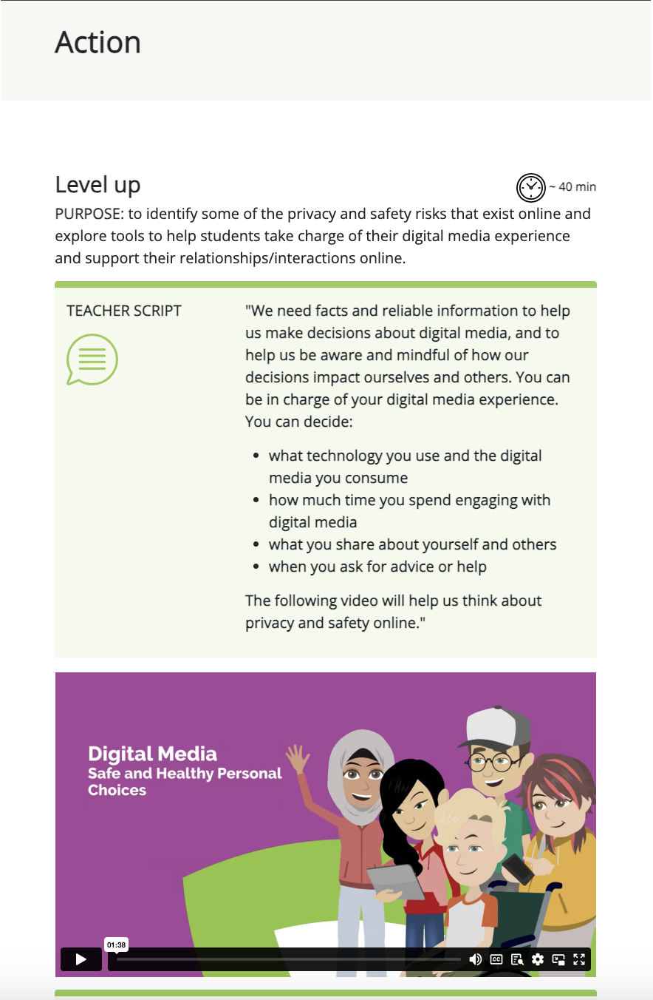 Action
Level up
~ 40 min
PURPOSE: to identify some of the privacy and safety risks that exist online and
explore tools to help students take charge of their digital media experience
and support their relationships/interactions online.
TEACHER SCRIPT
"We need facts and reliable information to help
us make decisions about digital media, and to
help us be aware and mindful of how our
decisions impact ourselves and others. You can
be in charge of your digital media experience.
You can decide:
• what technology you use and the digital
media you consume
• how much time you spend engaging with
digital media
• what you share about yourself and others
• when you ask for advice or help
The following video will help us think about
privacy and safety online."
Digital Media
Safe and Healthy Personal
Choices
01:38
CC